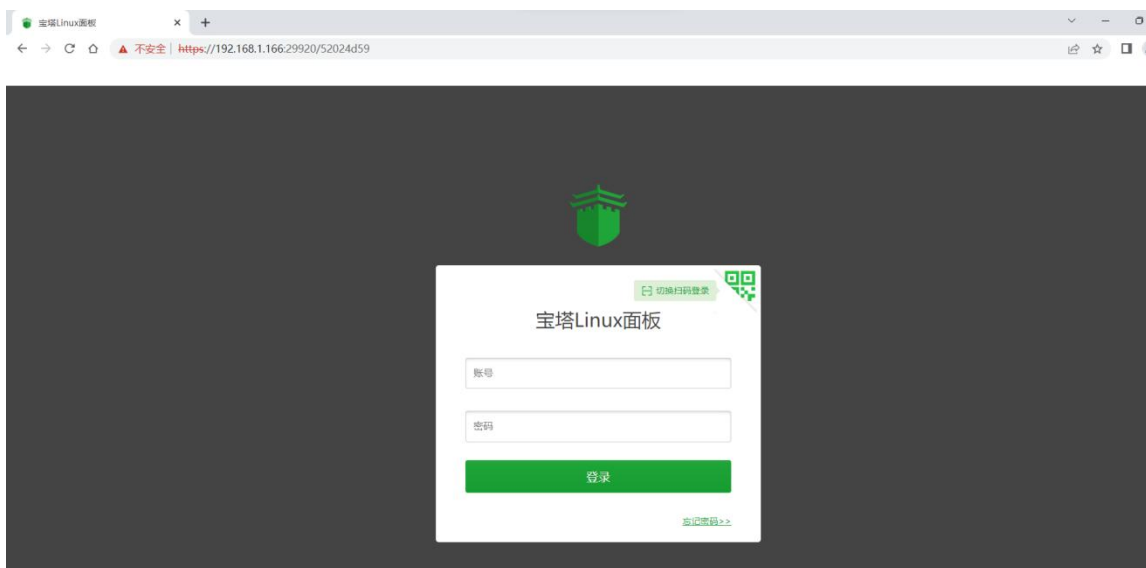 宝塔Linux面板
不安全 | https://192.168.1.166:29920/52024d59
切换扫码登录
宝塔Linux面板
账号
密码
登录
忘记密码>>